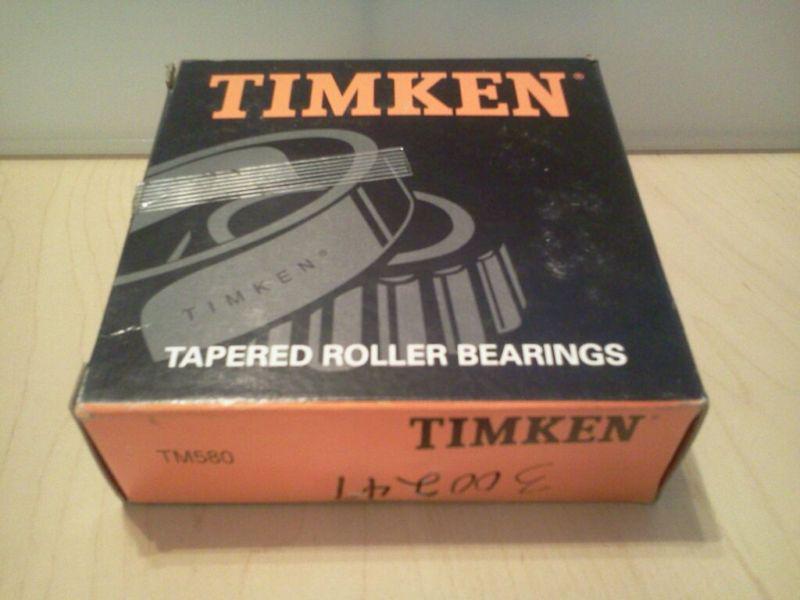 TIMKEN®
TIMKEN®
TAPERED ROLLER BEARINGS
TIMKEN
TM580